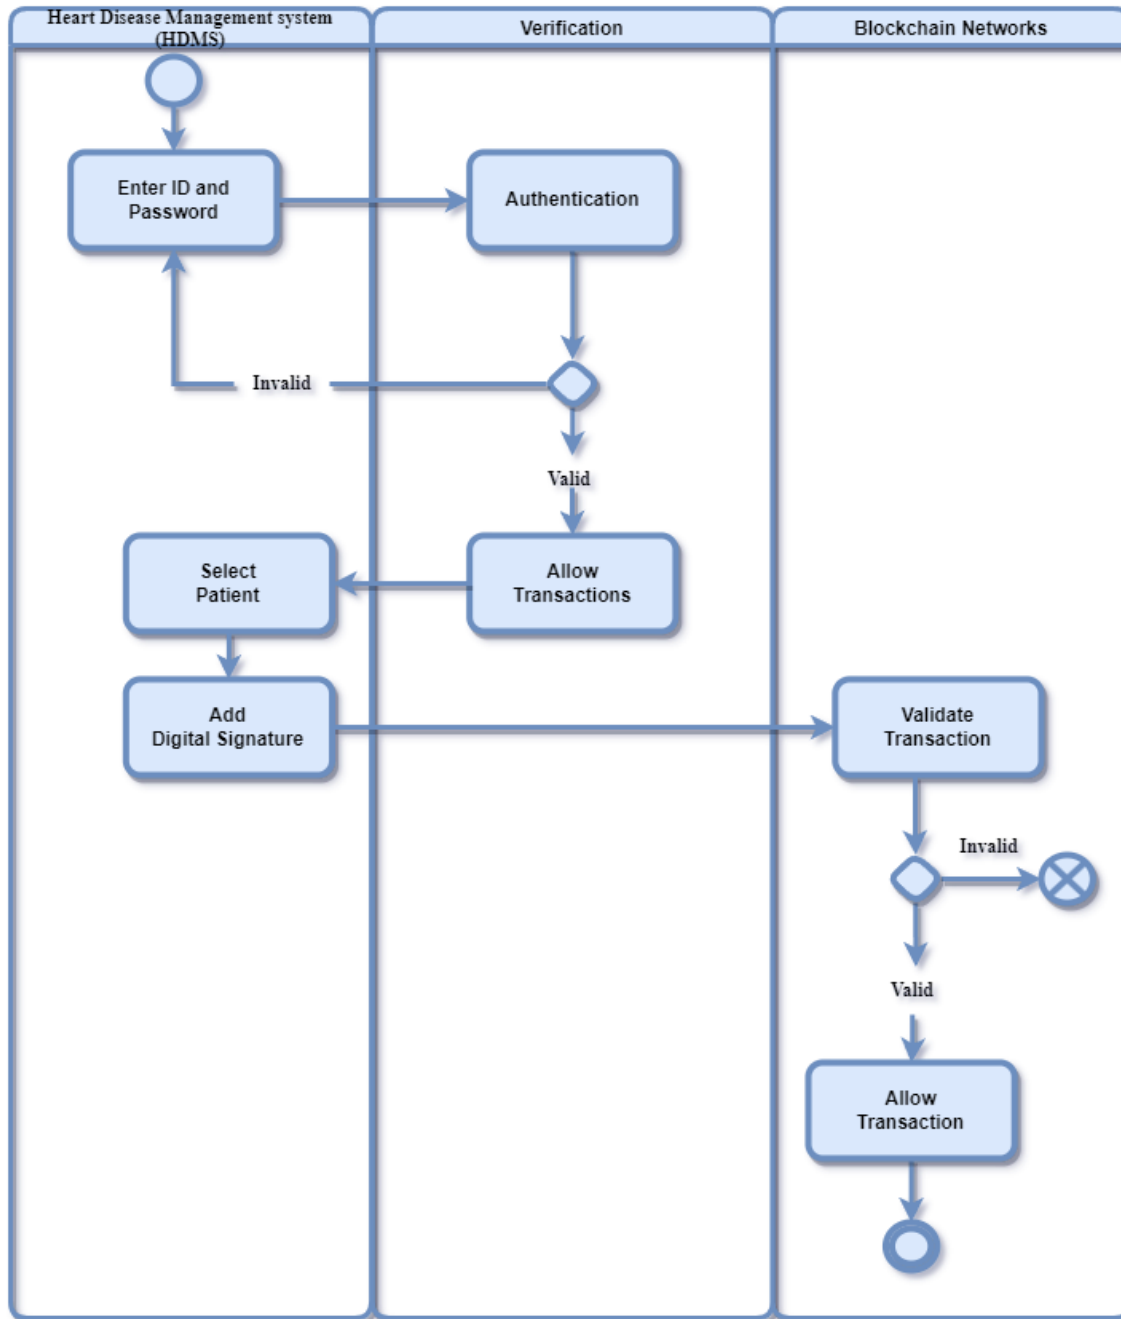 Heart Disease Management system
(HDMS)
Verification
Blockchain Networks
Enter ID and
Password
Authentication
Invalid
Valid
Select
Patient
Allow
Transactions
Add
Digital Signature
Validate
Transaction
Invalid
Valid
Allow
Transaction